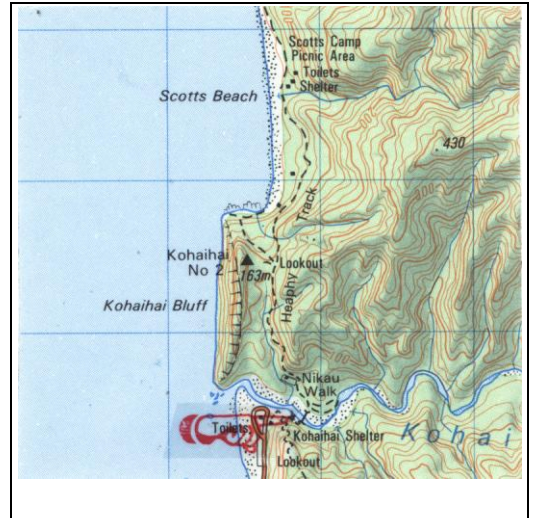 Scotts Camp
Picnic Area
Toilets
Shelter
Scotts Beach
430
Track
Kohaihai
No 2
163m
Lookout
Heaphy
Kohaihai Bluff
Nikau
Walk
Toilets
Kohaihai Shelter
Kohai
Lookout